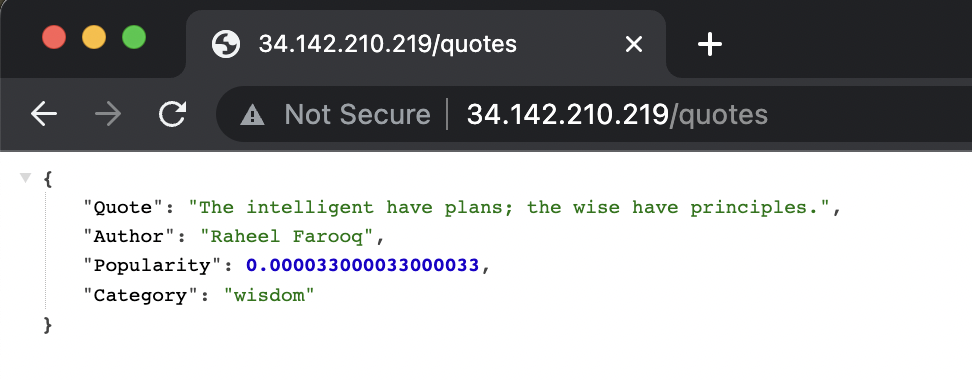 34.142.210.219/quotes
Not Secure 34.142.210.219/quotes
{
"Quote": "The intelligent have plans; the wise have principles.",
"Author": "Raheel Farooq",
"Popularity": 0.000033000033000033,
"Category": "wisdom"
}